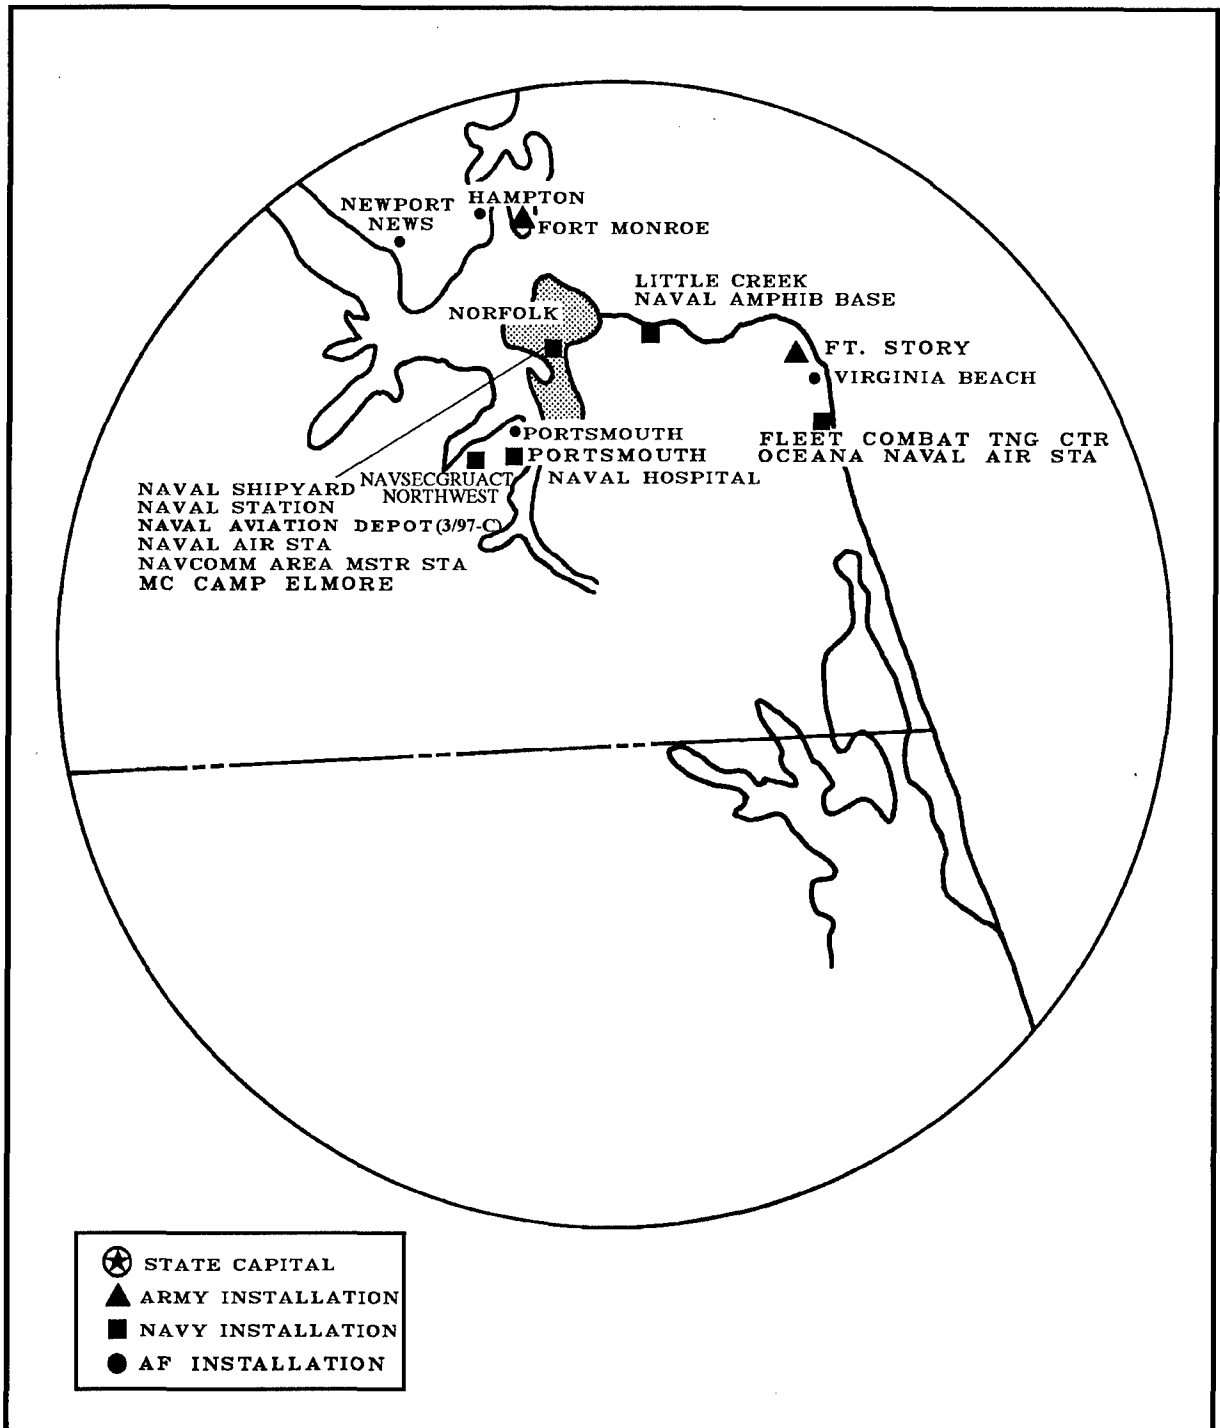 HAMPTON
NEWPORT
NEWS
FORT MONROE
LITTLE CREEK
NAVAL AMPHIB BASE
NORFOLK
FT. STORY
VIRGINIA BEACH
PORTSMOUTH
FLEET COMBAT TNG CTR
OCEANA NAVAL AIR STA
PORTSMOUTH
NAVAL HOSPITAL
NAVSECGRUACT
NORTHWEST
NAVAL SHIPYARD
NAVAL STATION
NAVAL AVIATION DEPOT (3/97-C)
NAVAL AIR STA
NAVCOMM AREA MSTR STA
MC CAMP ELMORE
STATE CAPITAL
ARMY INSTALLATION
NAVY INSTALLATION
AF INSTALLATION